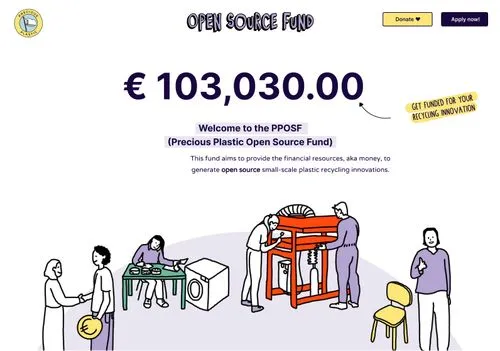 PRECIOUS PLASTIC
OPEN SOURCE FUND
Donate ♥
Apply now!
€ 103,030.00
GET FUNDED FOR YOUR
RECYCLING INNOVATION
Welcome to the PPOSF
(Precious Plastic Open Source Fund)
This fund aims to provide the financial resources, aka money, to
generate open source small-scale plastic recycling innovations.
€